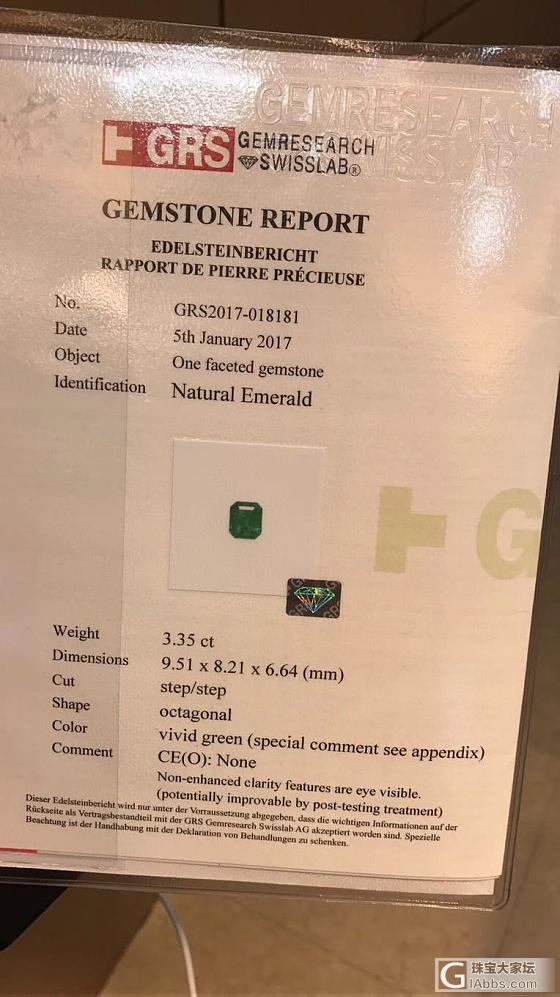 GEMRESEARCH
SWISSLAB
GRS GEMRESEARCH
SWISSLAB®
GEMSTONE REPORT
EDELSTEINBERICHT
RAPPORT DE PIERRE PRÉCIEUSE
No. GRS2017-018181
Date 5th January 2017
Object One faceted gemstone
Identification Natural Emerald
G
GRS
Weight 3.35 ct
Dimensions 9.51 x 8.21 x 6.64 (mm)
Cut step/step
Shape octagonal
Color vivid green (special comment see appendix)
Comment CE(O): None
Non-enhanced clarity features are eye visible.
(potentially improvable by post-testing treatment)
Dieser Edelsteinbericht wird nur unter der Vorraussetzung abgegeben, dass die wichtigen Informationen auf der
Rückseite als Vertragsbestandteil mit der GRS Gemresearch Swisslab AG akzeptiert worden sind. Spezielle
Beachtung ist der Handhabung mit der Deklaration von Behandlungen zu schenken.
G 珠宝大家坛
GIAbbs.com